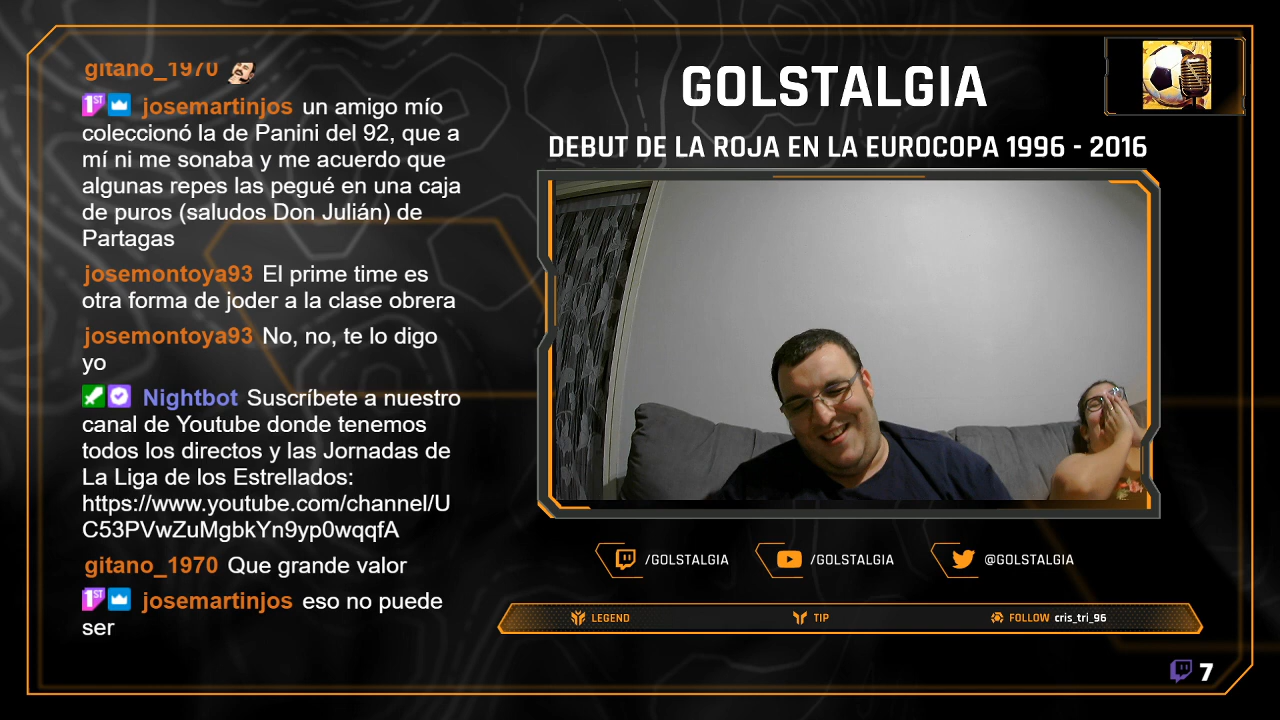 gitano_1970
josemartinjos un amigo mío
coleccionó la de Panini del 92, que a
mí ni me sonaba y me acuerdo que
algunas repes las pegué en una caja
de puros (saludos Don Julián) de
Partagas
josemontoya93 El prime time es
otra forma de joder a la clase obrera
josemontoya93 No, no, te lo digo
yo
Nightbot Suscríbete a nuestro
canal de Youtube donde tenemos
todos los directos y las Jornadas de
La Liga de los Estrellados:
https://www.youtube.com/channel/U
C53PVwZuMgbkYn9yp0wqqfA
gitano_1970 Que grande valor
josemartinjos eso no puede
ser
GOLSTALGIA
DEBUT DE LA ROJA EN LA EUROCOPA 1996 - 2016
/GOLSTALGIA /GOLSTALGIA @GOLSTALGIA
LEGEND TIP FOLLOW cris_tri_96
7